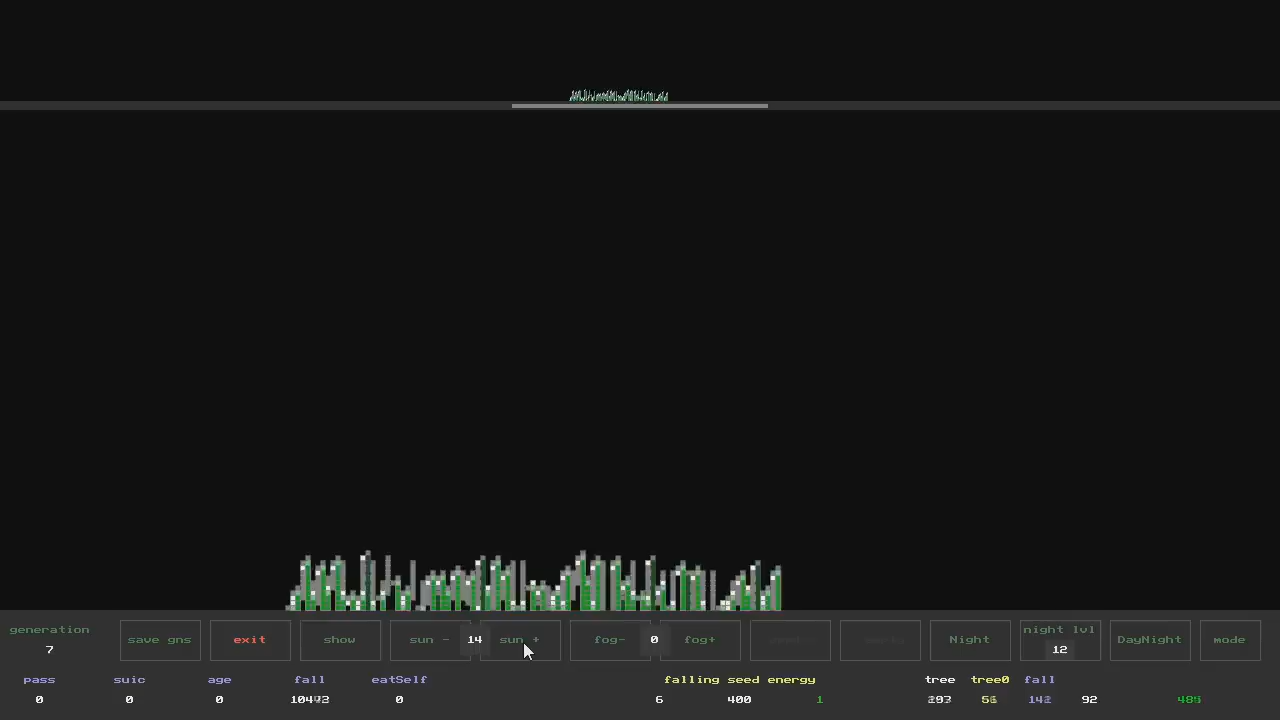 generation
7
save gns
exit
show
sun - 14 sun +
fog- 0 fog+
Night
night lvl
12
DayNight
mode
pass suic age fall eatSelf falling seed energy tree tree0 fall
0 0 0 0 6 400 1 92